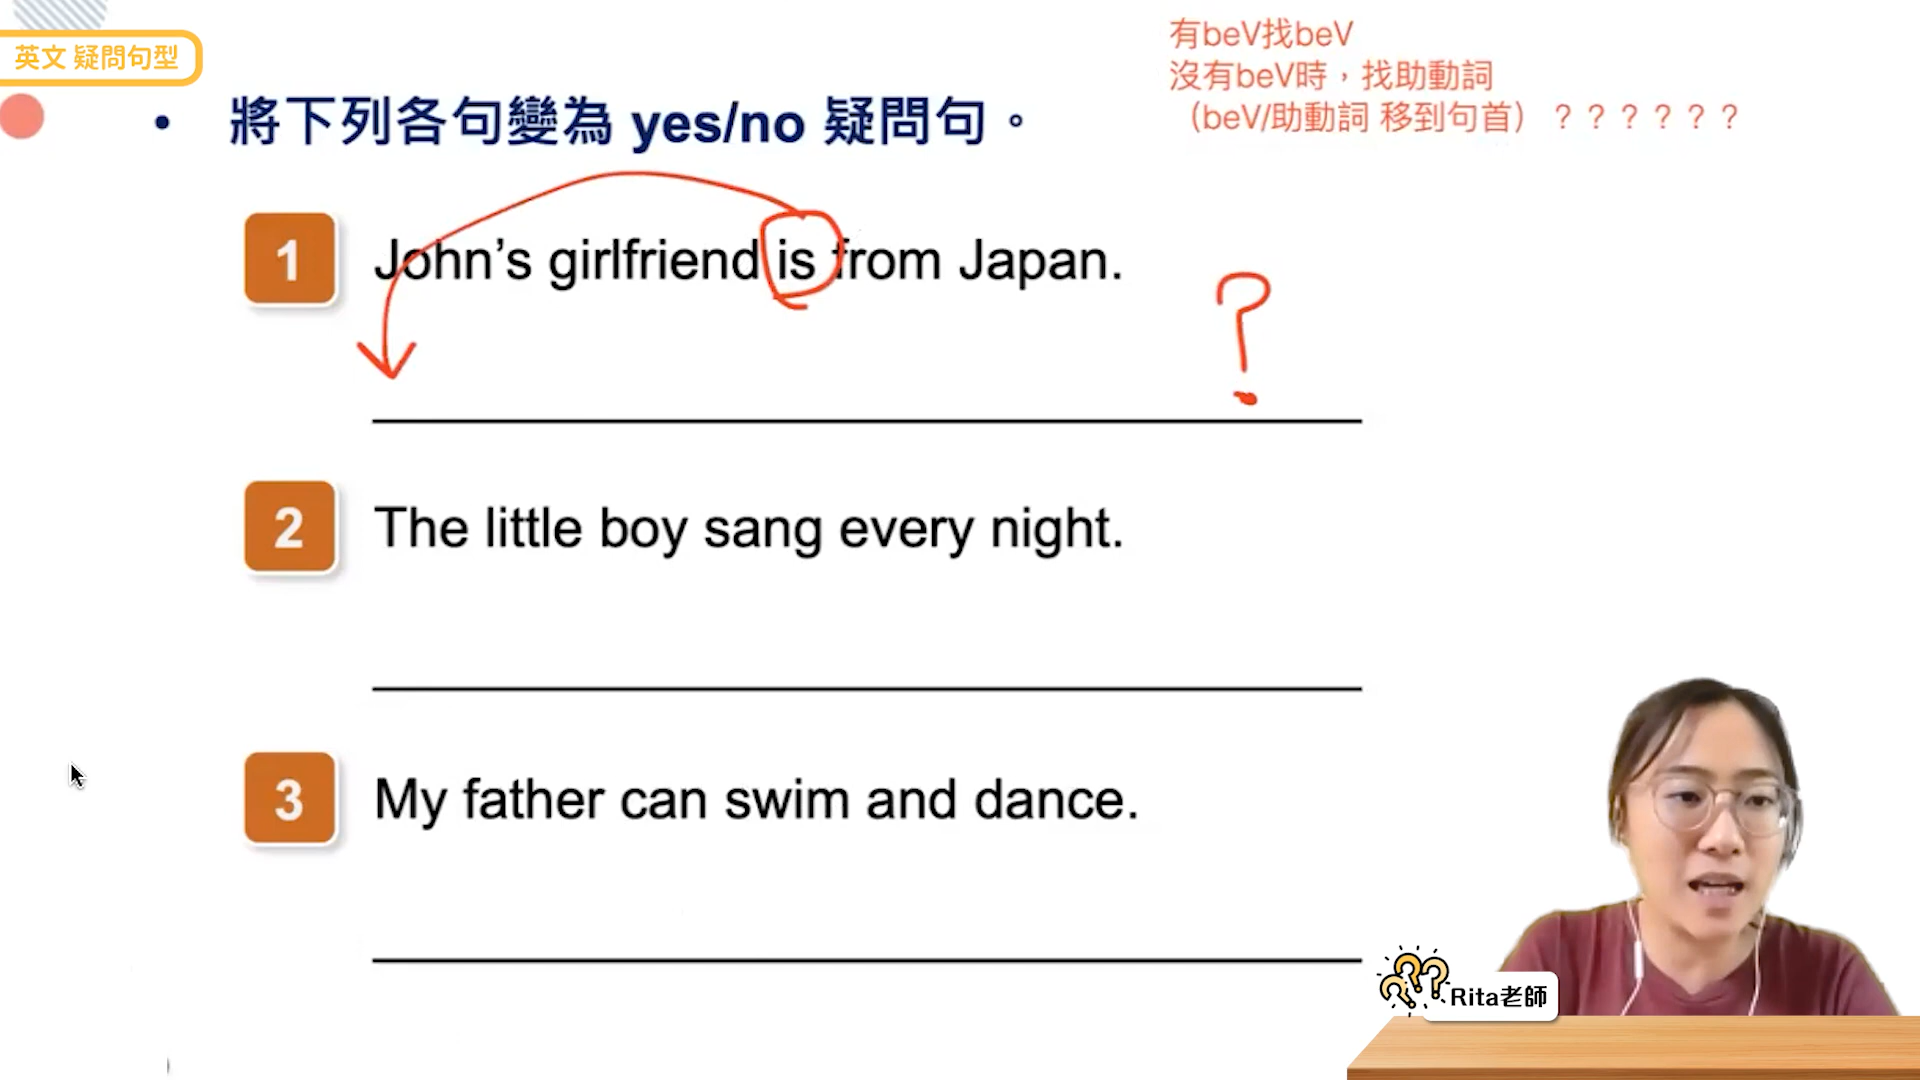 英文 疑問句型
有beV找beV
沒有beV時，找助動詞
（beV/助動詞 移到句首）？？？？？？
• 將下列各句變為 yes/no 疑問句。
1 John’s girlfriend is from Japan.
?
2 The little boy sang every night.
3 My father can swim and dance.
Rita老師